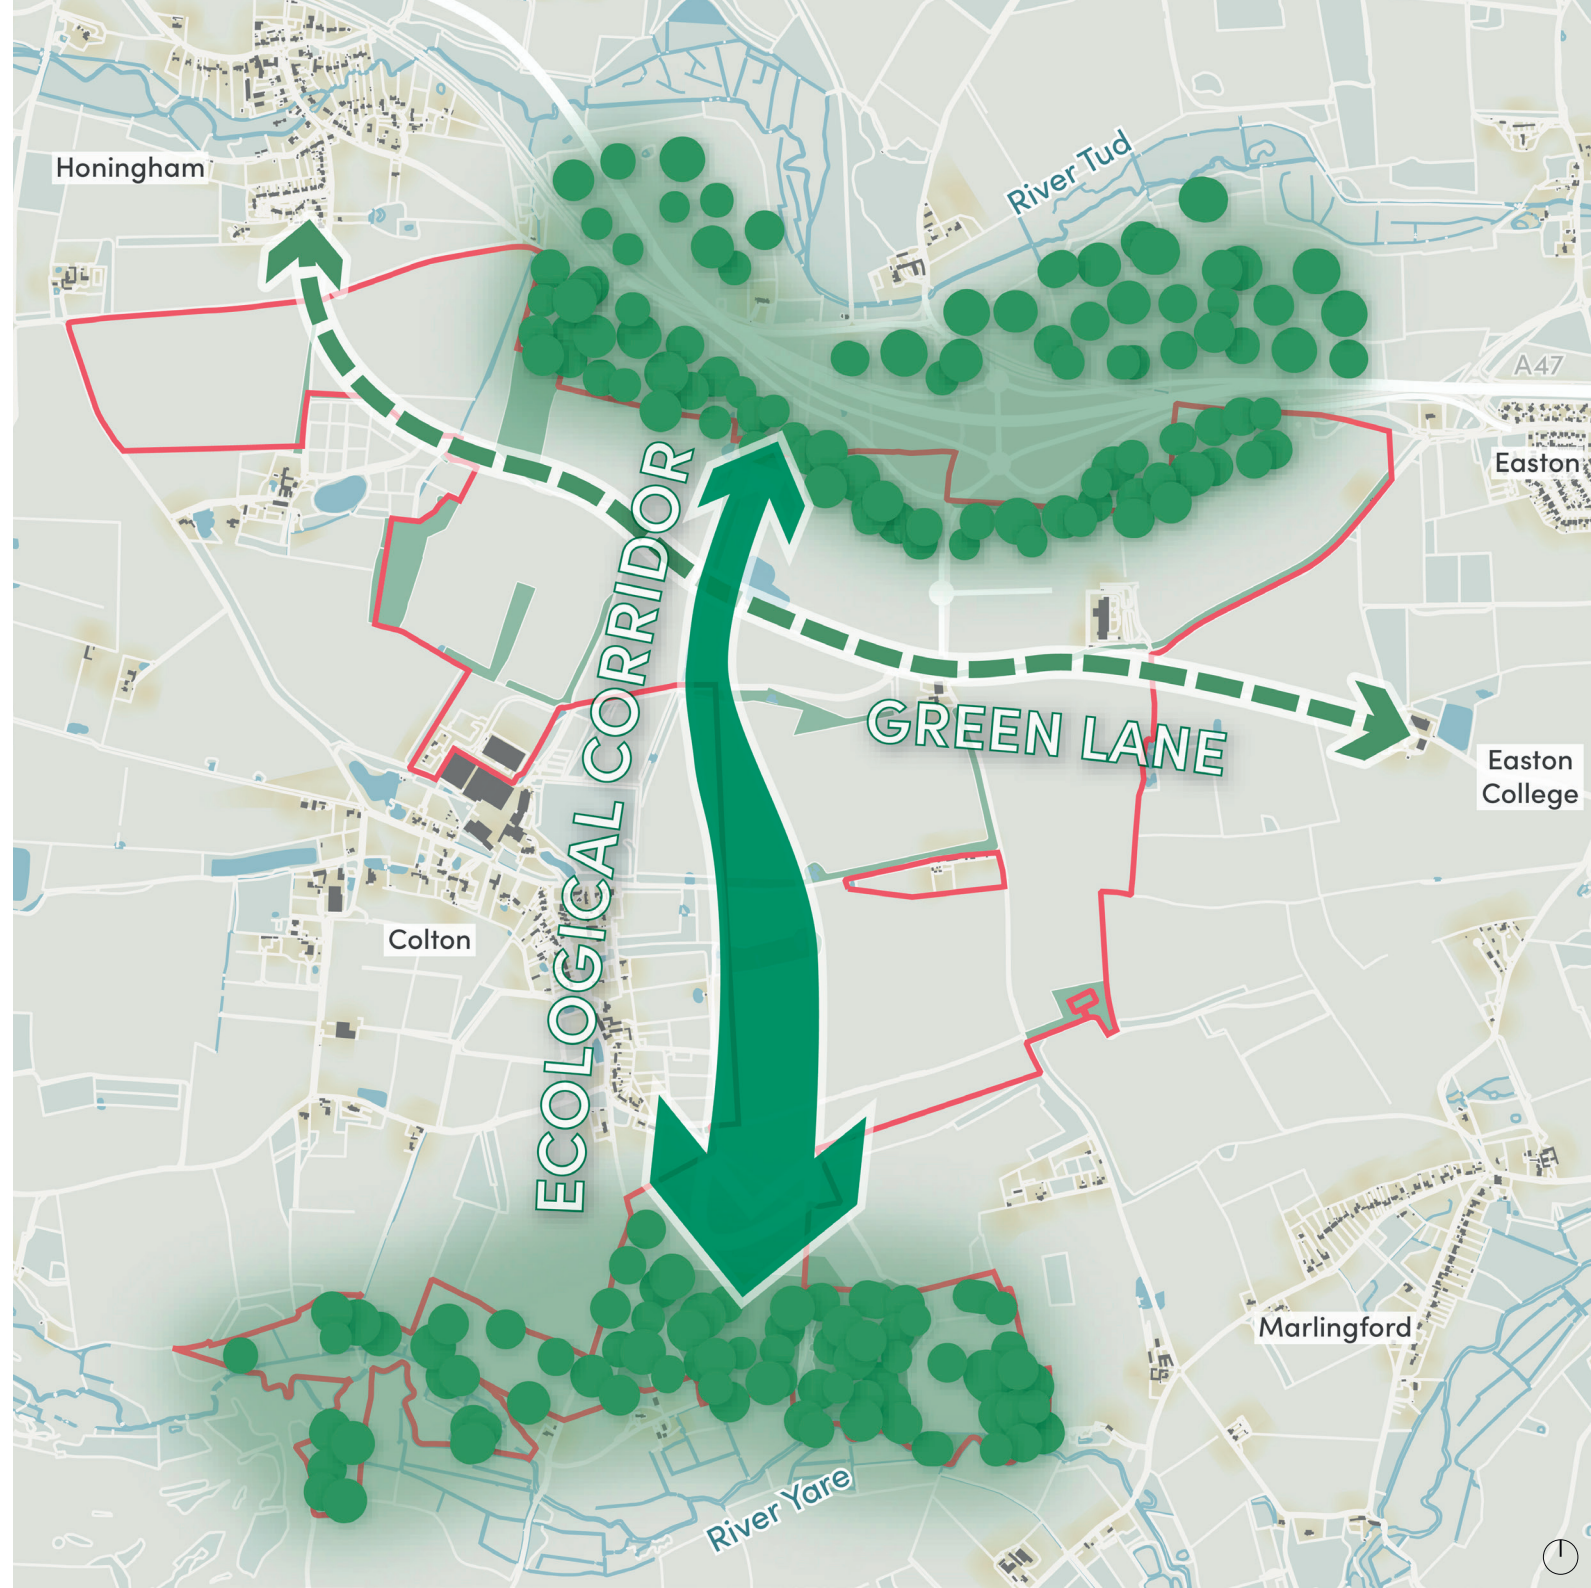 Honingham
River Tud
A47
Easton
ECOLOGICAL CORRIDOR
GREEN LANE
Easton
College
Colton
Marlingford
River Yare